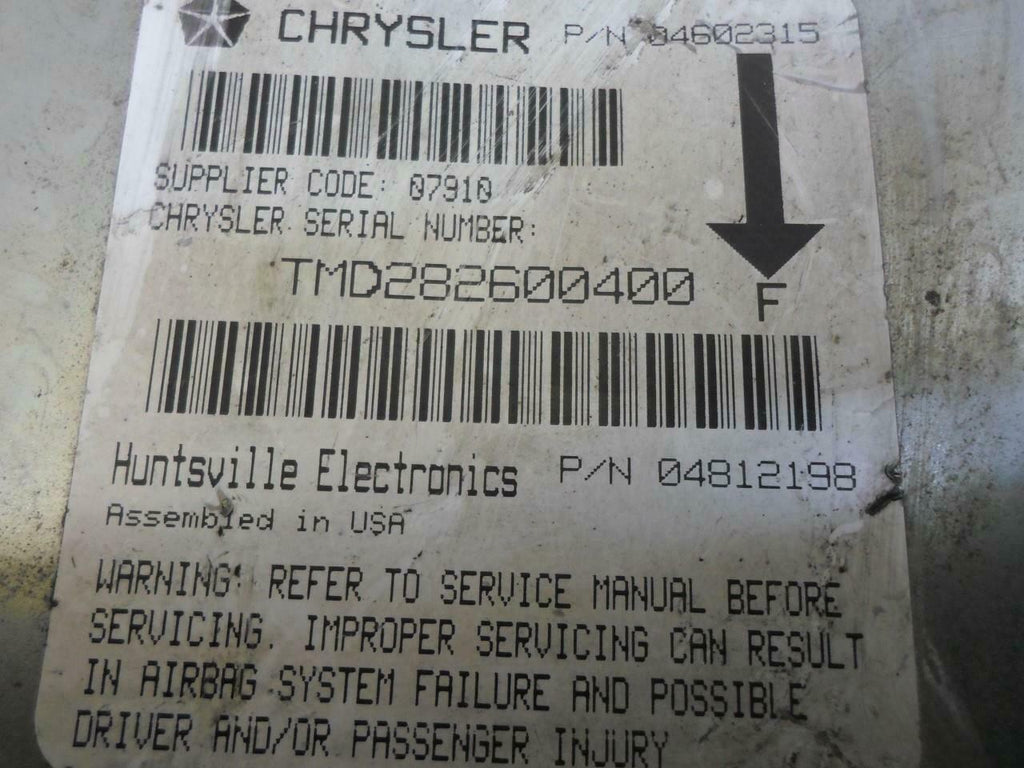 CHRYSLER P/N 04602315
SUPPLIER CODE: 07910
CHRYSLER SERIAL NUMBER:
TMD282600400
F
Huntsville Electronics P/N 04812198
Assembled in USA
WARNING: REFER TO SERVICE MANUAL BEFORE
SERVICING. IMPROPER SERVICING CAN RESULT
IN AIRBAG SYSTEM FAILURE AND POSSIBLE
DRIVER AND/OR PASSENGER INJURY